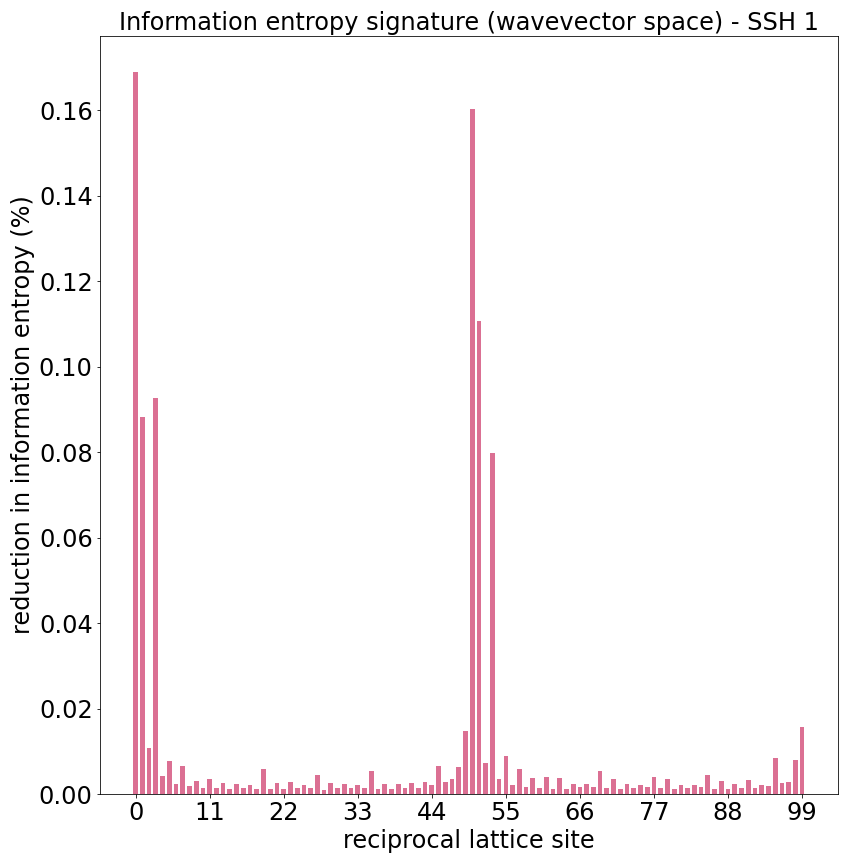 Information entropy signature (wavevector space) - SSH 1
reduction in information entropy (%)
0.16
0.14
0.12
0.10
0.08
0.06
0.04
0.02
0.00
0 11 22 33 44 55 66 77 88 99
reciprocal lattice site